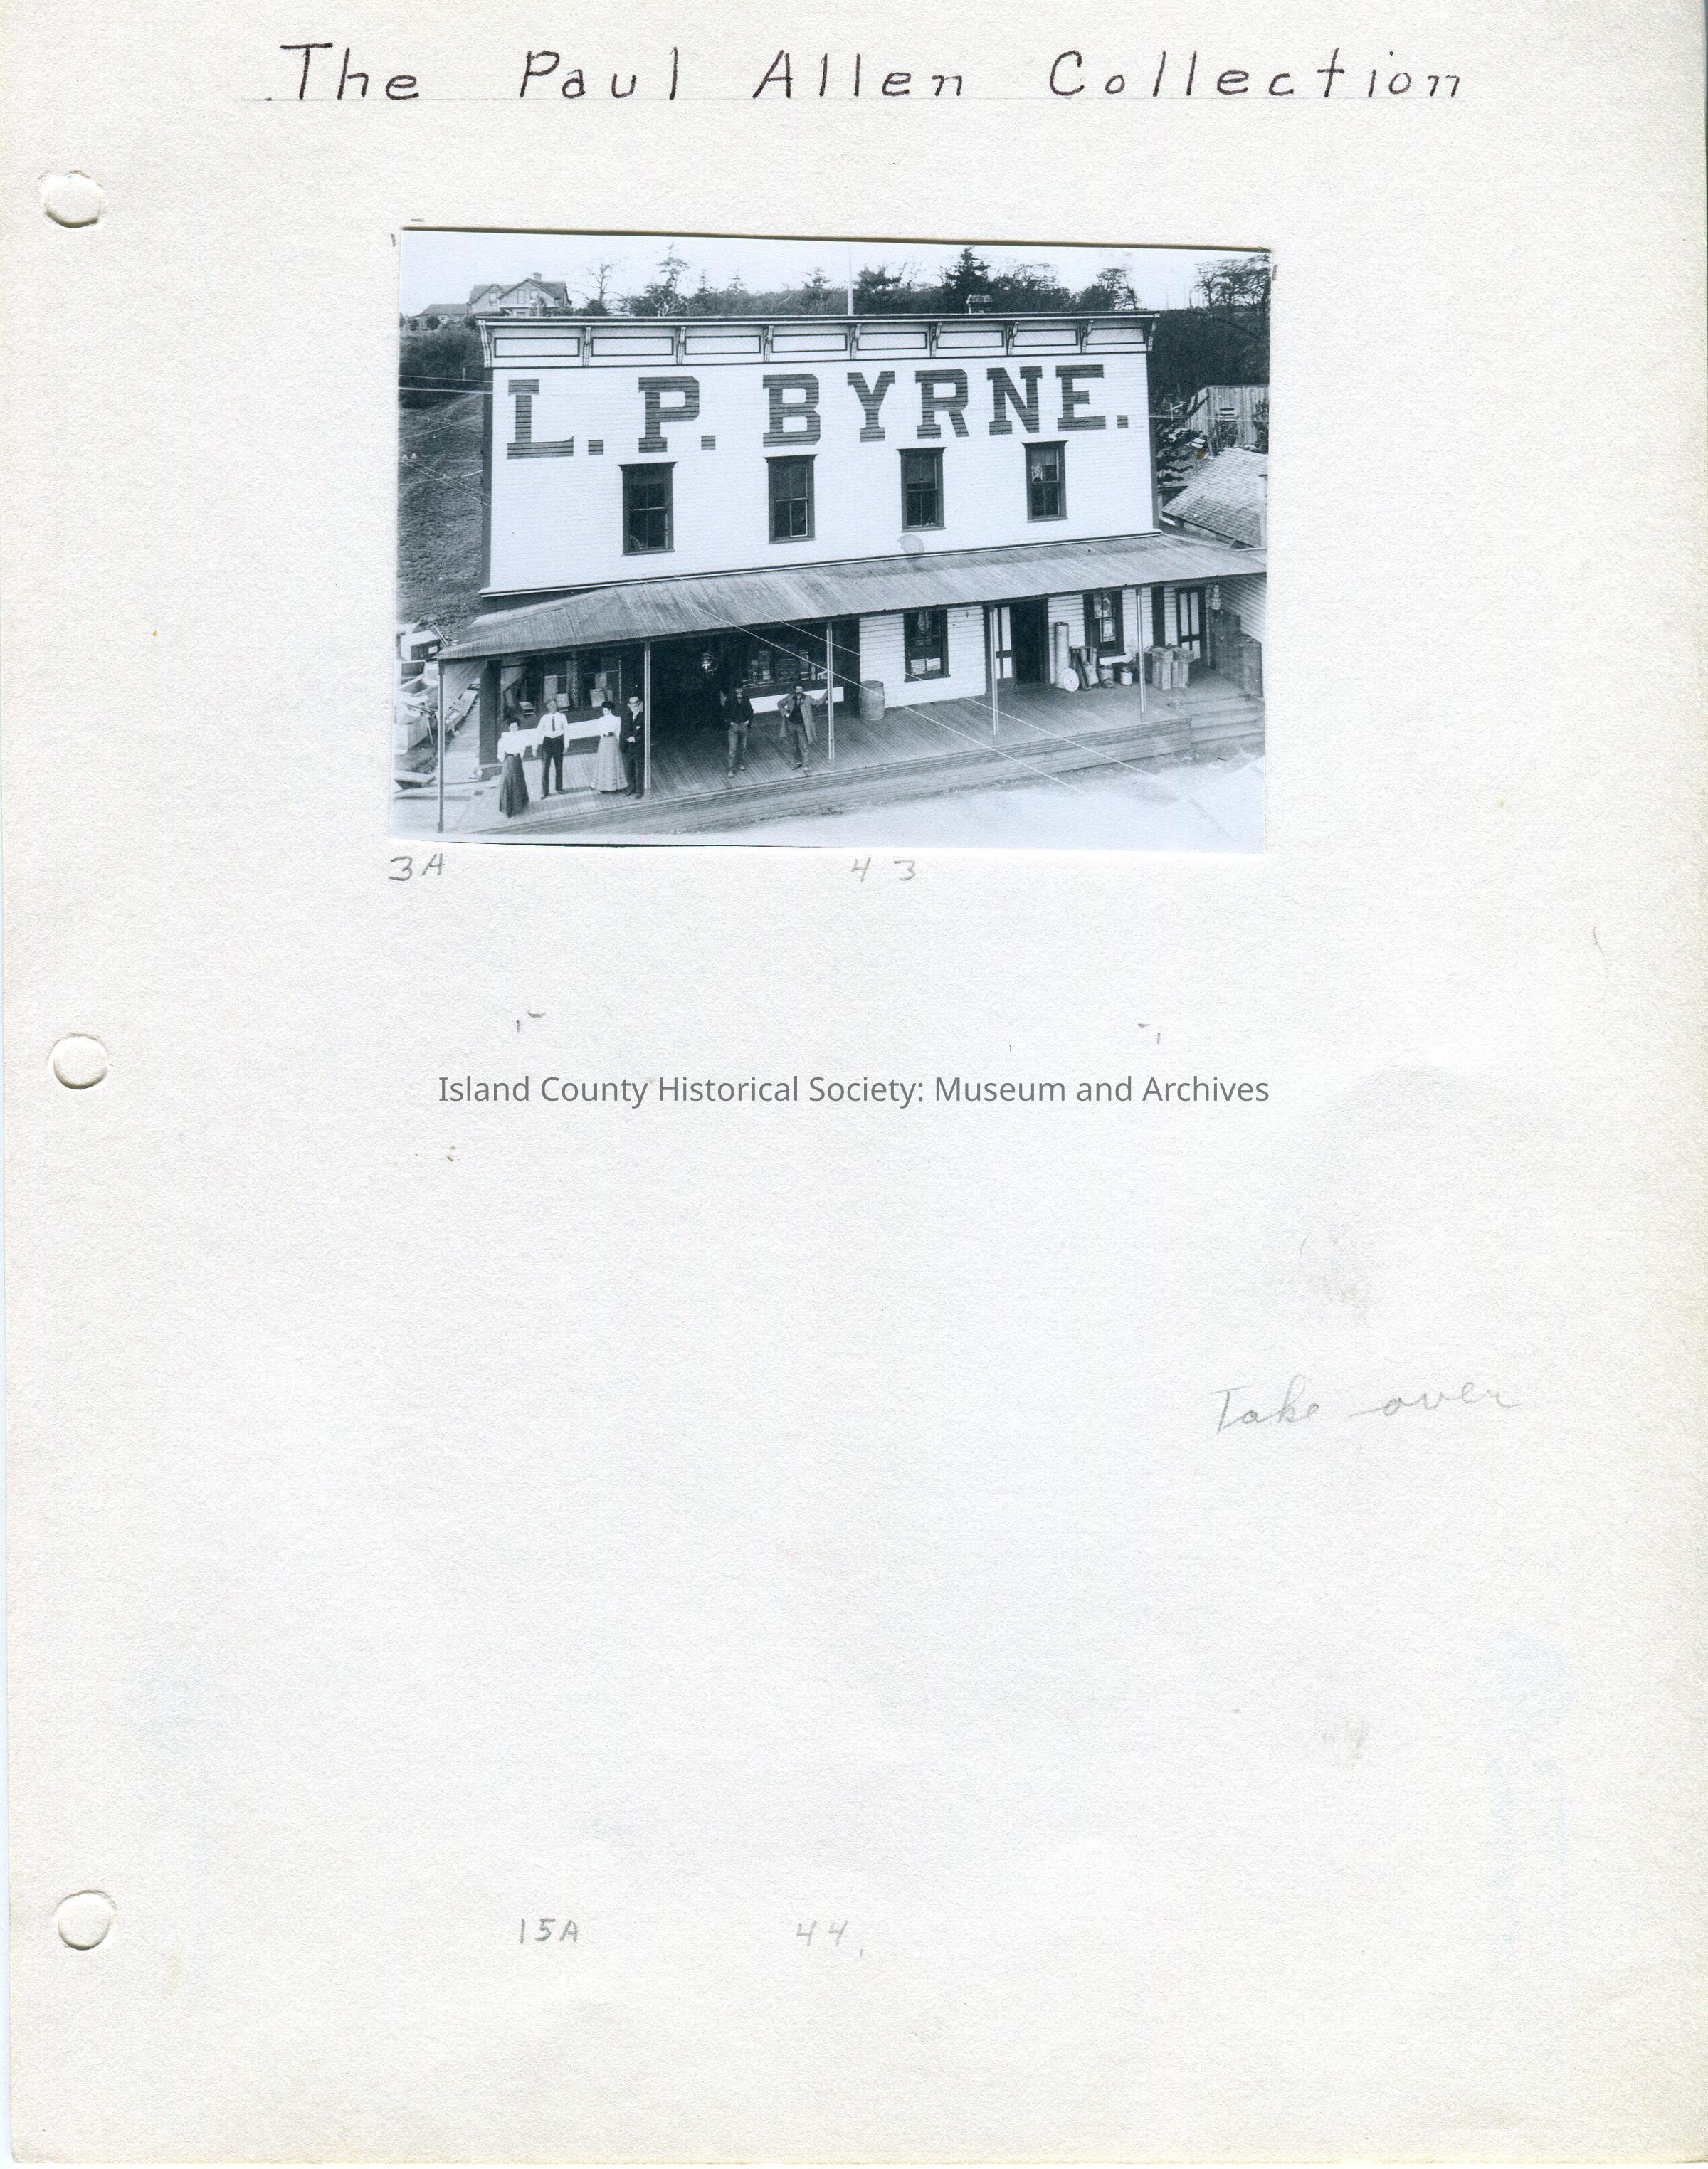 The Paul Allen Collection
L. P. BYRNE.
3A 43
Island County Historical Society: Museum and Archives
Take over
15A 44